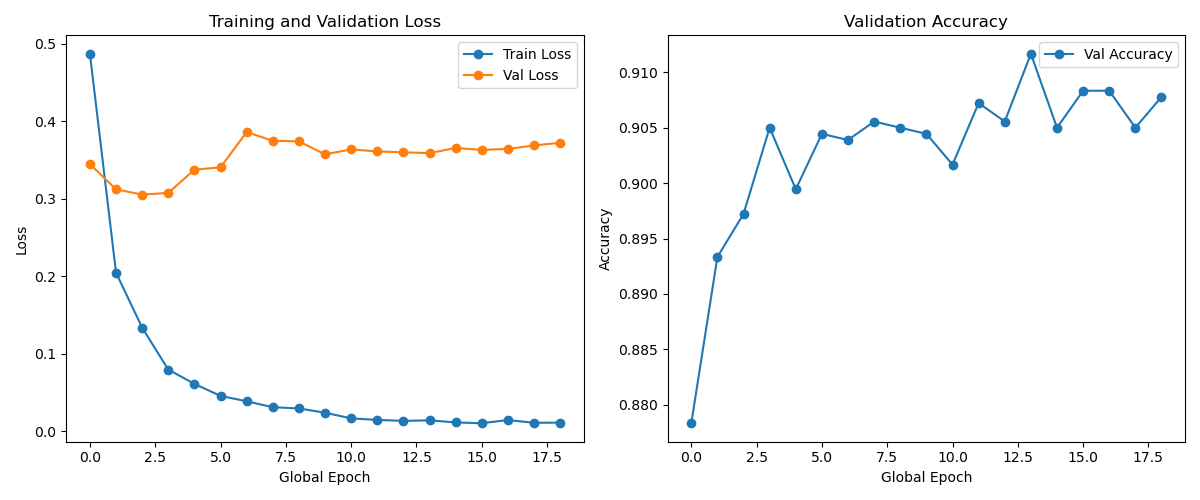 Training and Validation Loss
Train Loss
Val Loss
0.5
0.4
0.3
0.2
0.1
0.0
Loss
0.0 2.5 5.0 7.5 10.0 12.5 15.0 17.5
Global Epoch
Validation Accuracy
Val Accuracy
0.910
0.905
0.900
0.895
0.890
0.885
0.880
Accuracy
0.0 2.5 5.0 7.5 10.0 12.5 15.0 17.5
Global Epoch